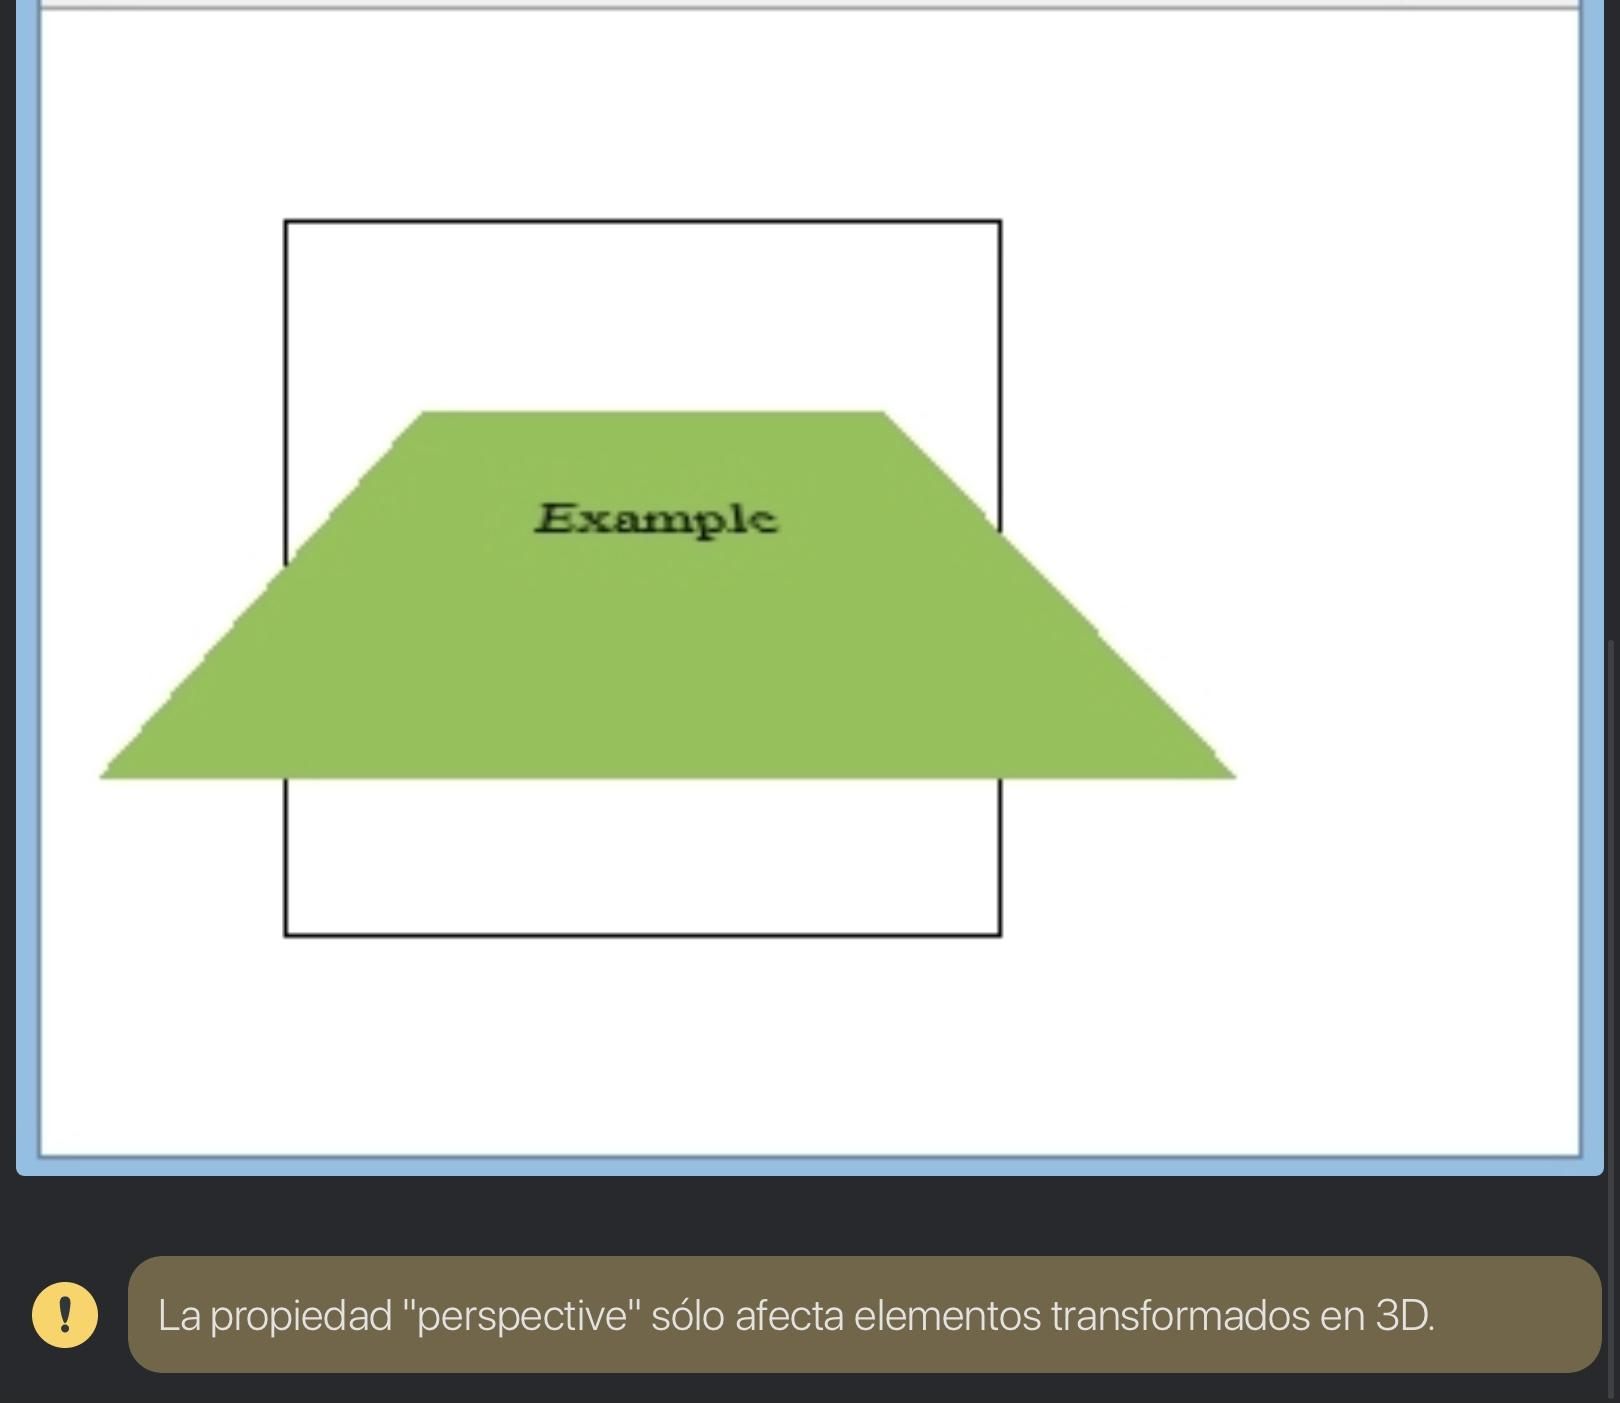 Example
La propiedad "perspective" sólo afecta elementos transformados en 3D.